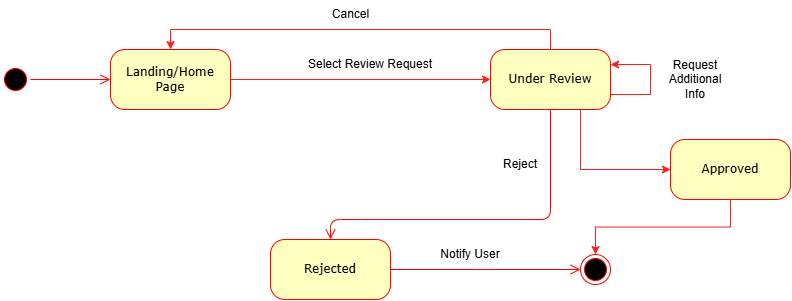 Cancel
Landing/Home
Page
Select Review Request
Under Review
Request
Additional
Info
Reject
Approved
Rejected
Notify User